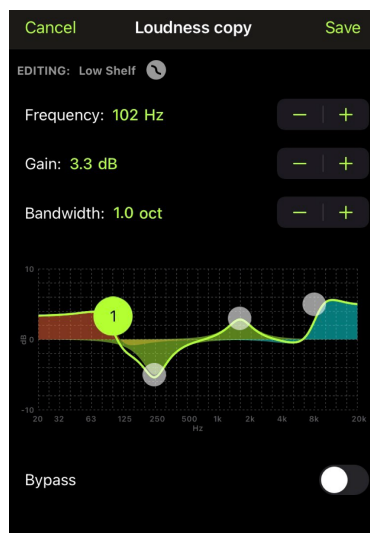 Cancel Loudness copy Save
EDITING: Low Shelf
Frequency: 102 Hz − +
Gain: 3.3 dB − +
Bandwidth: 1.0 oct − +
10
1
dB 0
-10
20 32 63 125 250 500 1k 2k 4k 8k 20k
Hz
Bypass